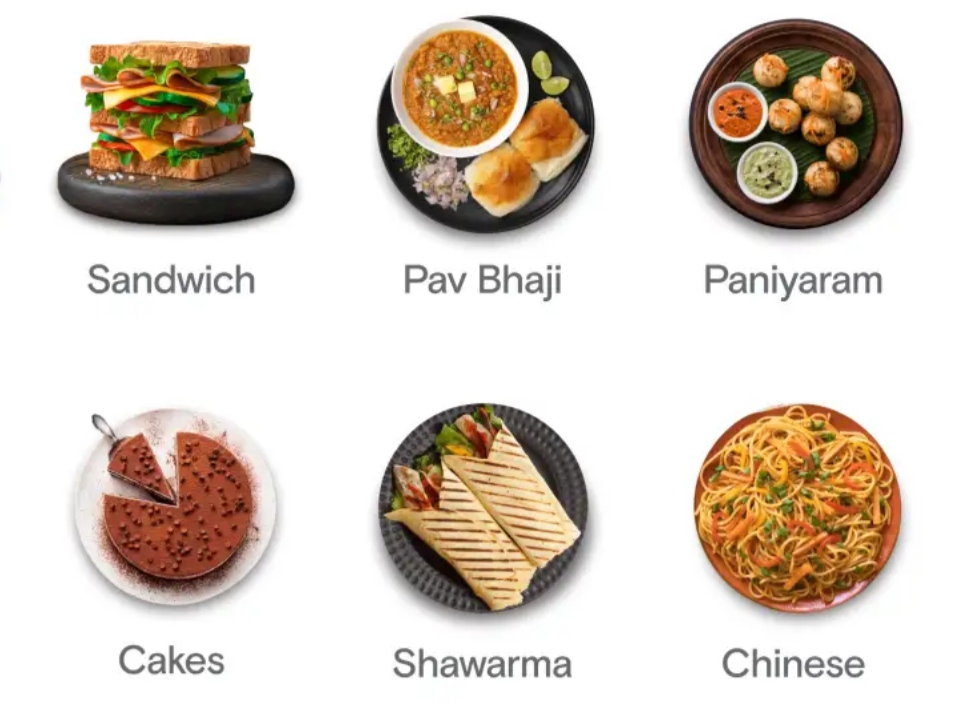 Sandwich
Pav Bhaji
Paniyaram
Cakes
Shawarma
Chinese